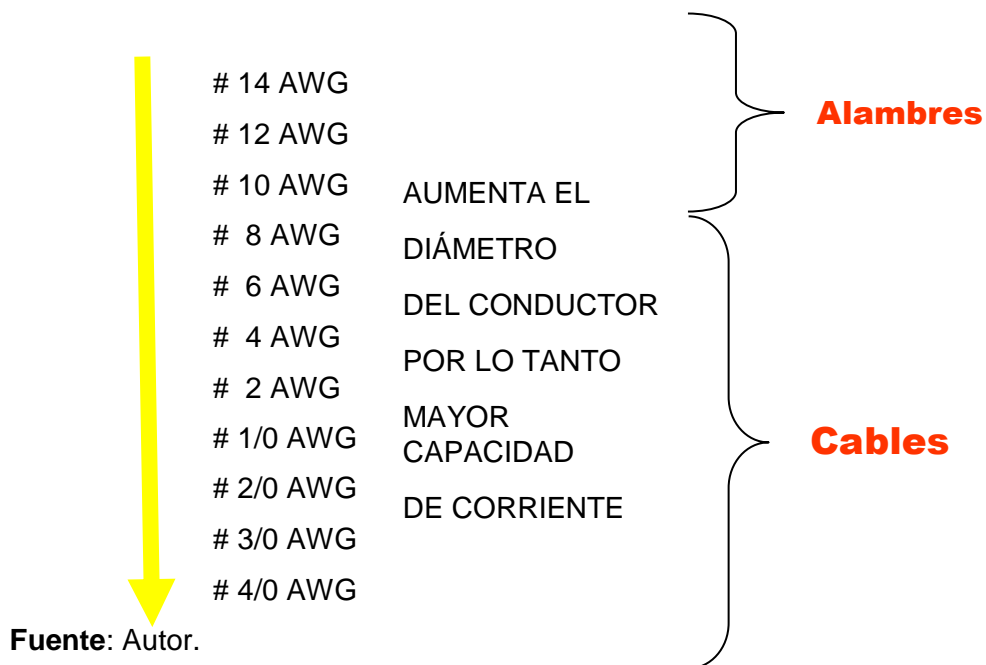 # 14 AWG
# 12 AWG
# 10 AWG
# 8 AWG
# 6 AWG
# 4 AWG
# 2 AWG
# 1/0 AWG
# 2/0 AWG
# 3/0 AWG
# 4/0 AWG
AUMENTA EL
DIÁMETRO
DEL CONDUCTOR
POR LO TANTO
MAYOR
CAPACIDAD
DE CORRIENTE
Alambres
Cables
Fuente: Autor.